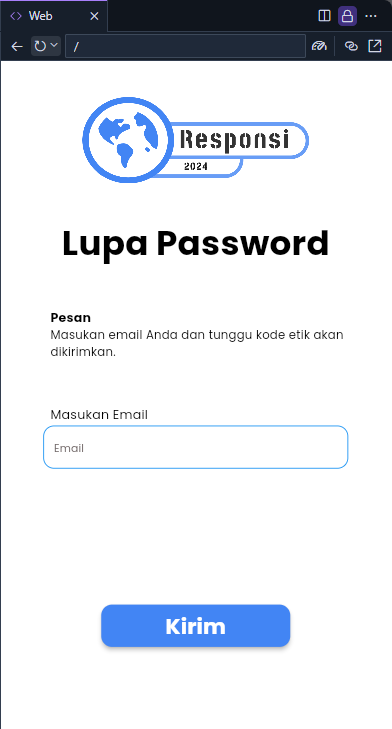 Web
/
Responsi
2024
Lupa Password
Pesan
Masukan email Anda dan tunggu kode etik akan
dikirimkan.
Masukan Email
Email
Kirim